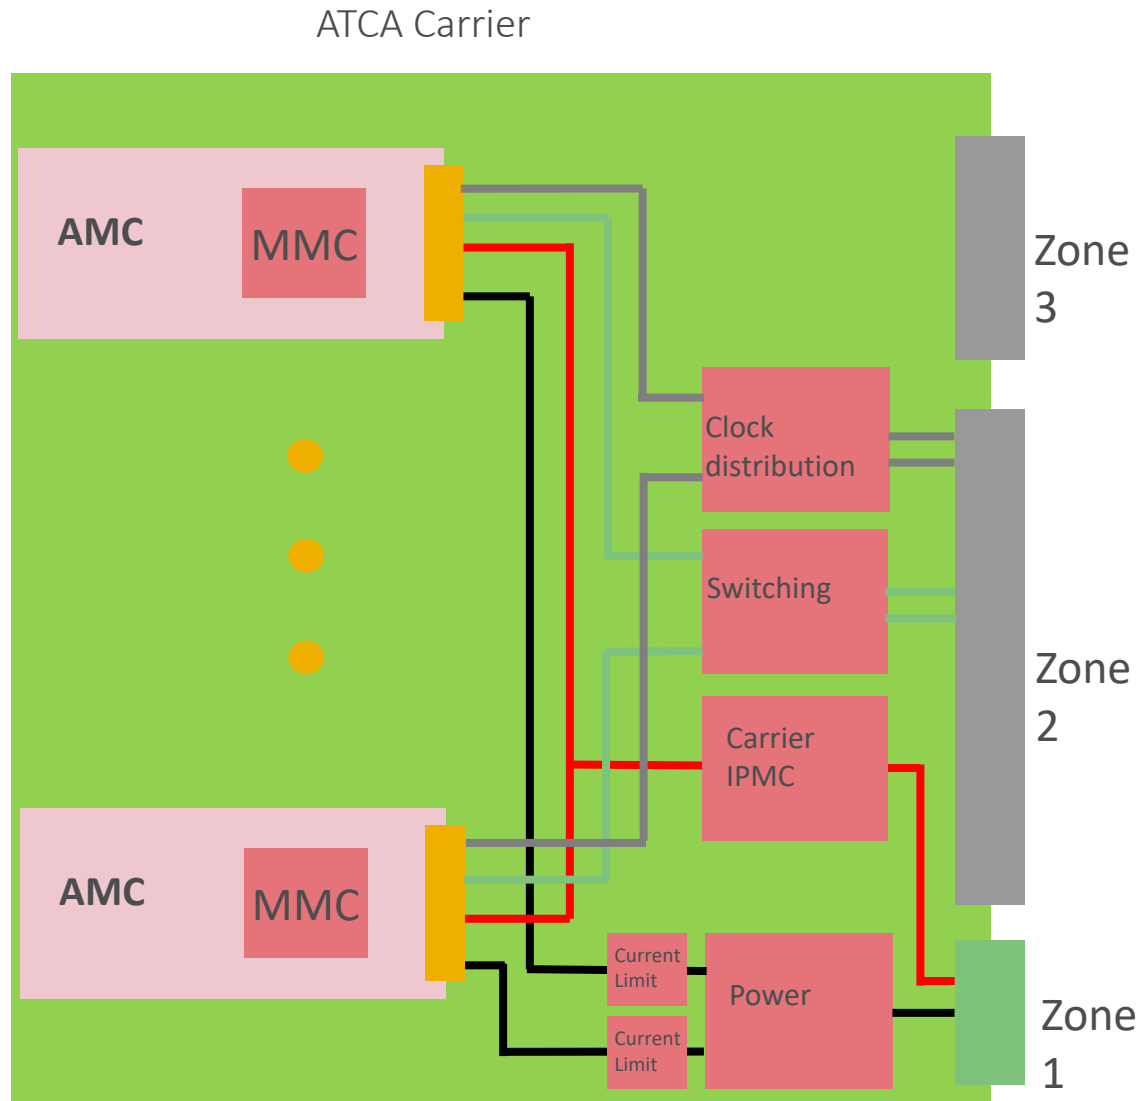 ATCA Carrier
AMC
MMC
Zone
3
Clock
distribution
Switching
Zone
2
Carrier
IPMC
AMC
MMC
Current
Limit
Power
Current
Limit
Zone
1